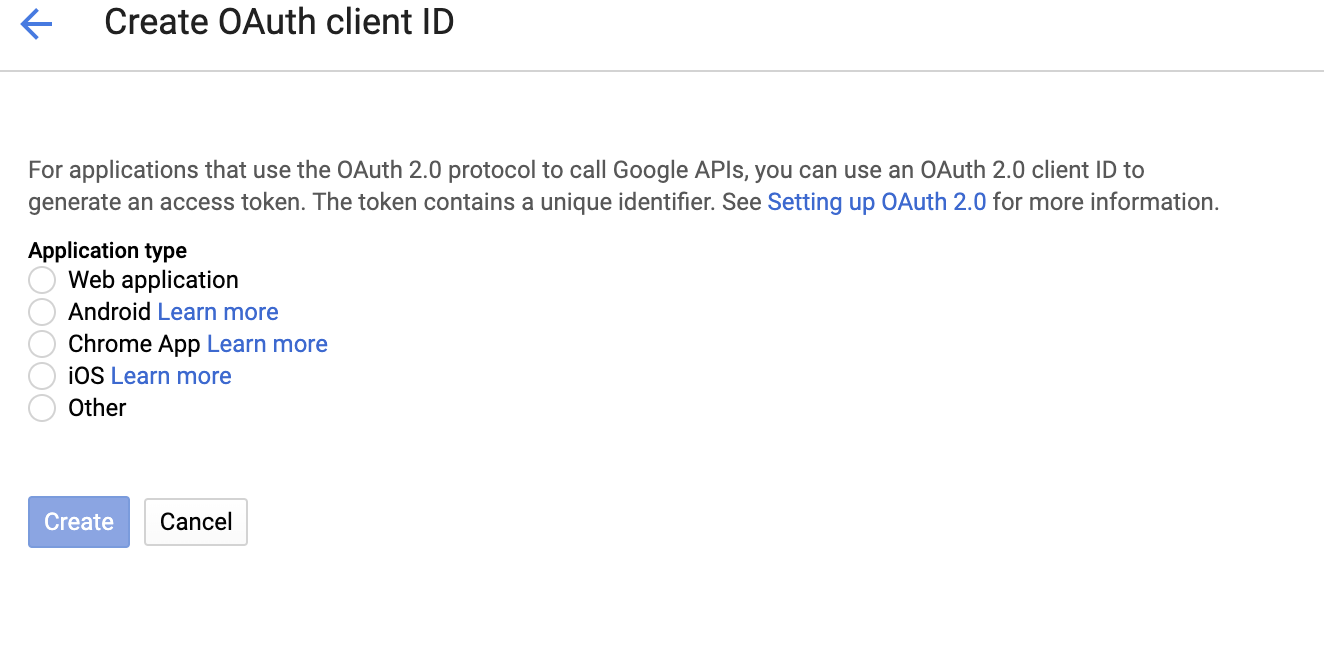 Create OAuth client ID
For applications that use the OAuth 2.0 protocol to call Google APIs, you can use an OAuth 2.0 client ID to
generate an access token. The token contains a unique identifier. See Setting up OAuth 2.0 for more information.
Application type
Web application
Android Learn more
Chrome App Learn more
iOS Learn more
Other
Create Cancel